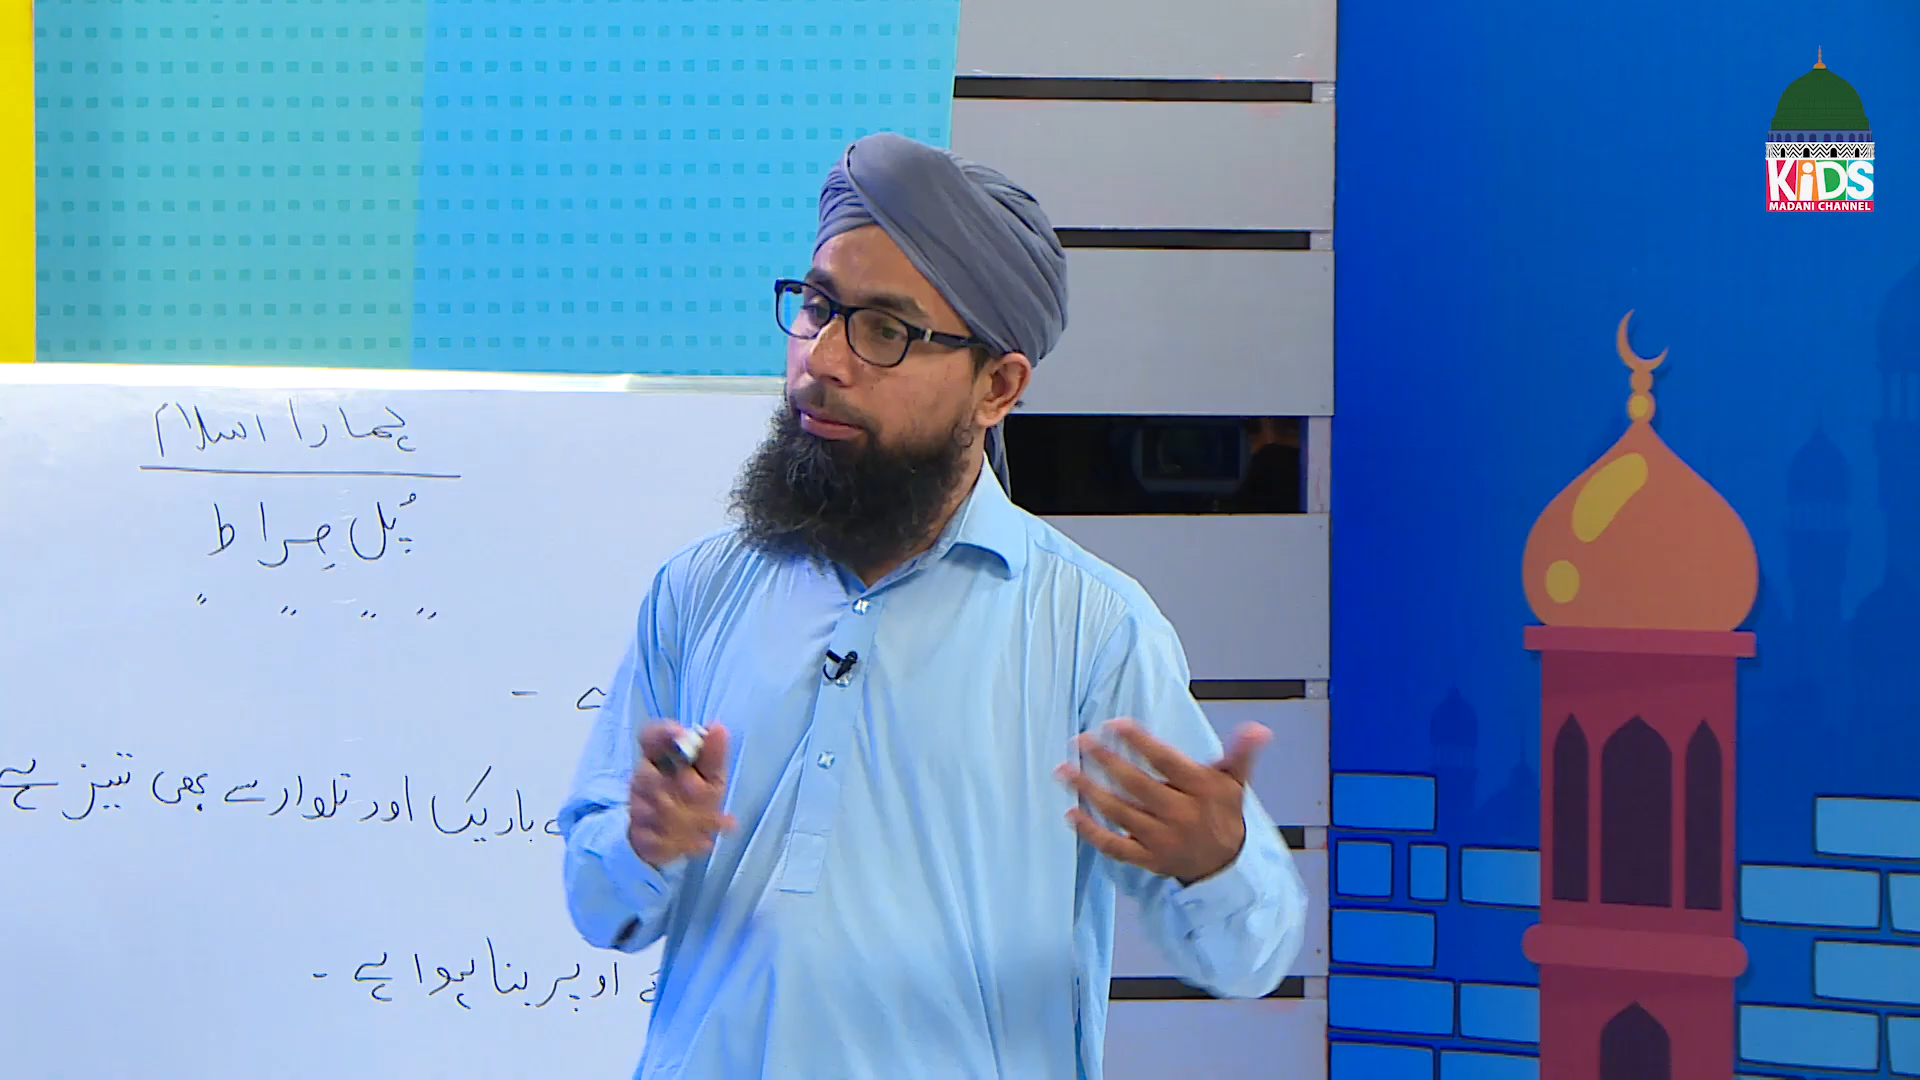 ہمارا اسلام
پُل صِراط
ے -
باریک اور تلوار سے بھی تیز ہے
اوپر بنا ہوا ہے -
KiDS
MADANI CHANNEL